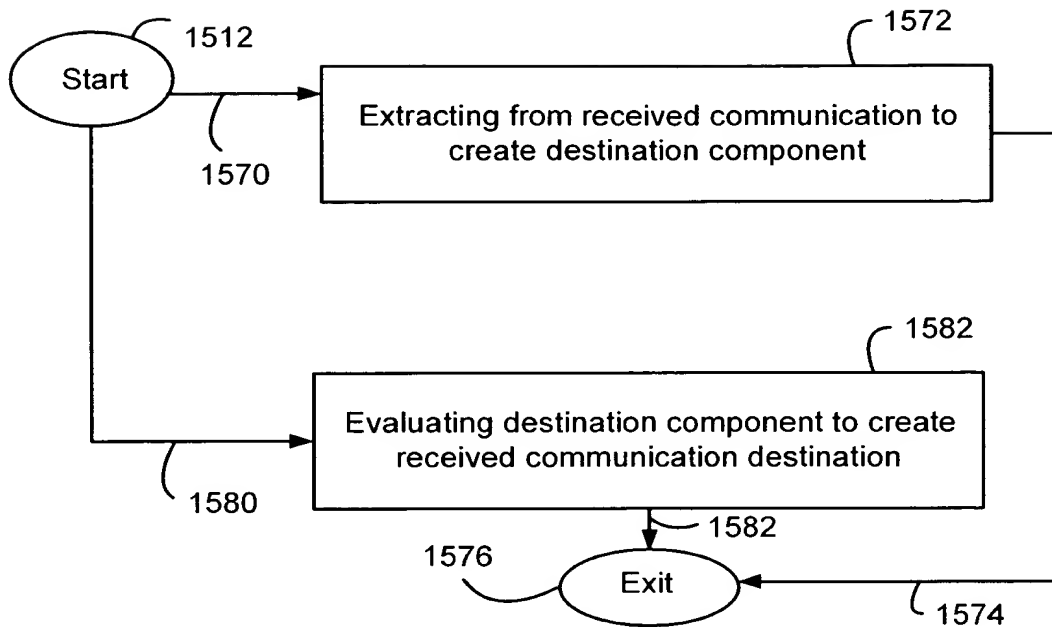 1512
1572
Start
Extracting from received communication to
create destination component
1570
1582
Evaluating destination component to create
received communication destination
1580
1582
1576
Exit
1574